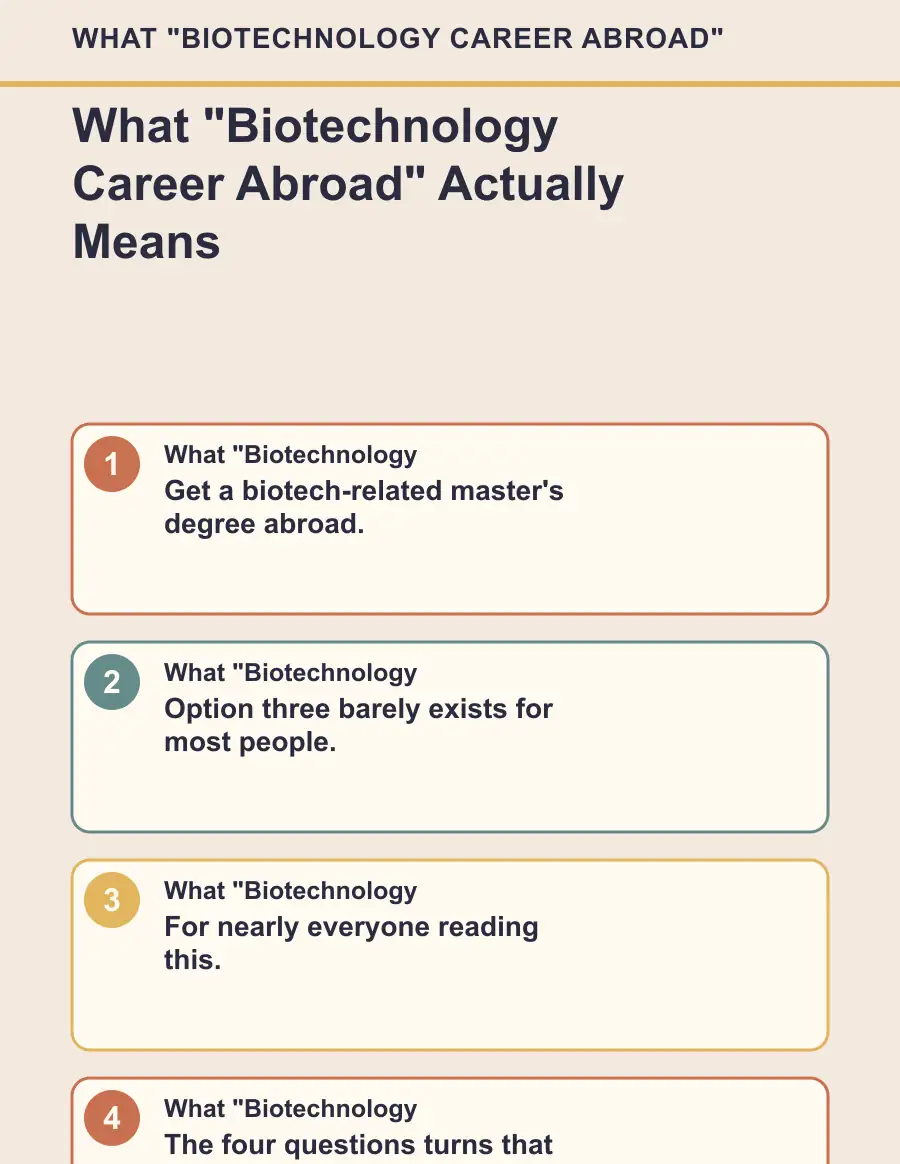 WHAT "BIOTECHNOLOGY CAREER ABROAD"
What "Biotechnology
Career Abroad" Actually
Means
1
What "Biotechnology
Get a biotech-related master's
degree abroad.
2
What "Biotechnology
Option three barely exists for
most people.
3
What "Biotechnology
For nearly everyone reading
this.
4
What "Biotechnology
The four questions turns that